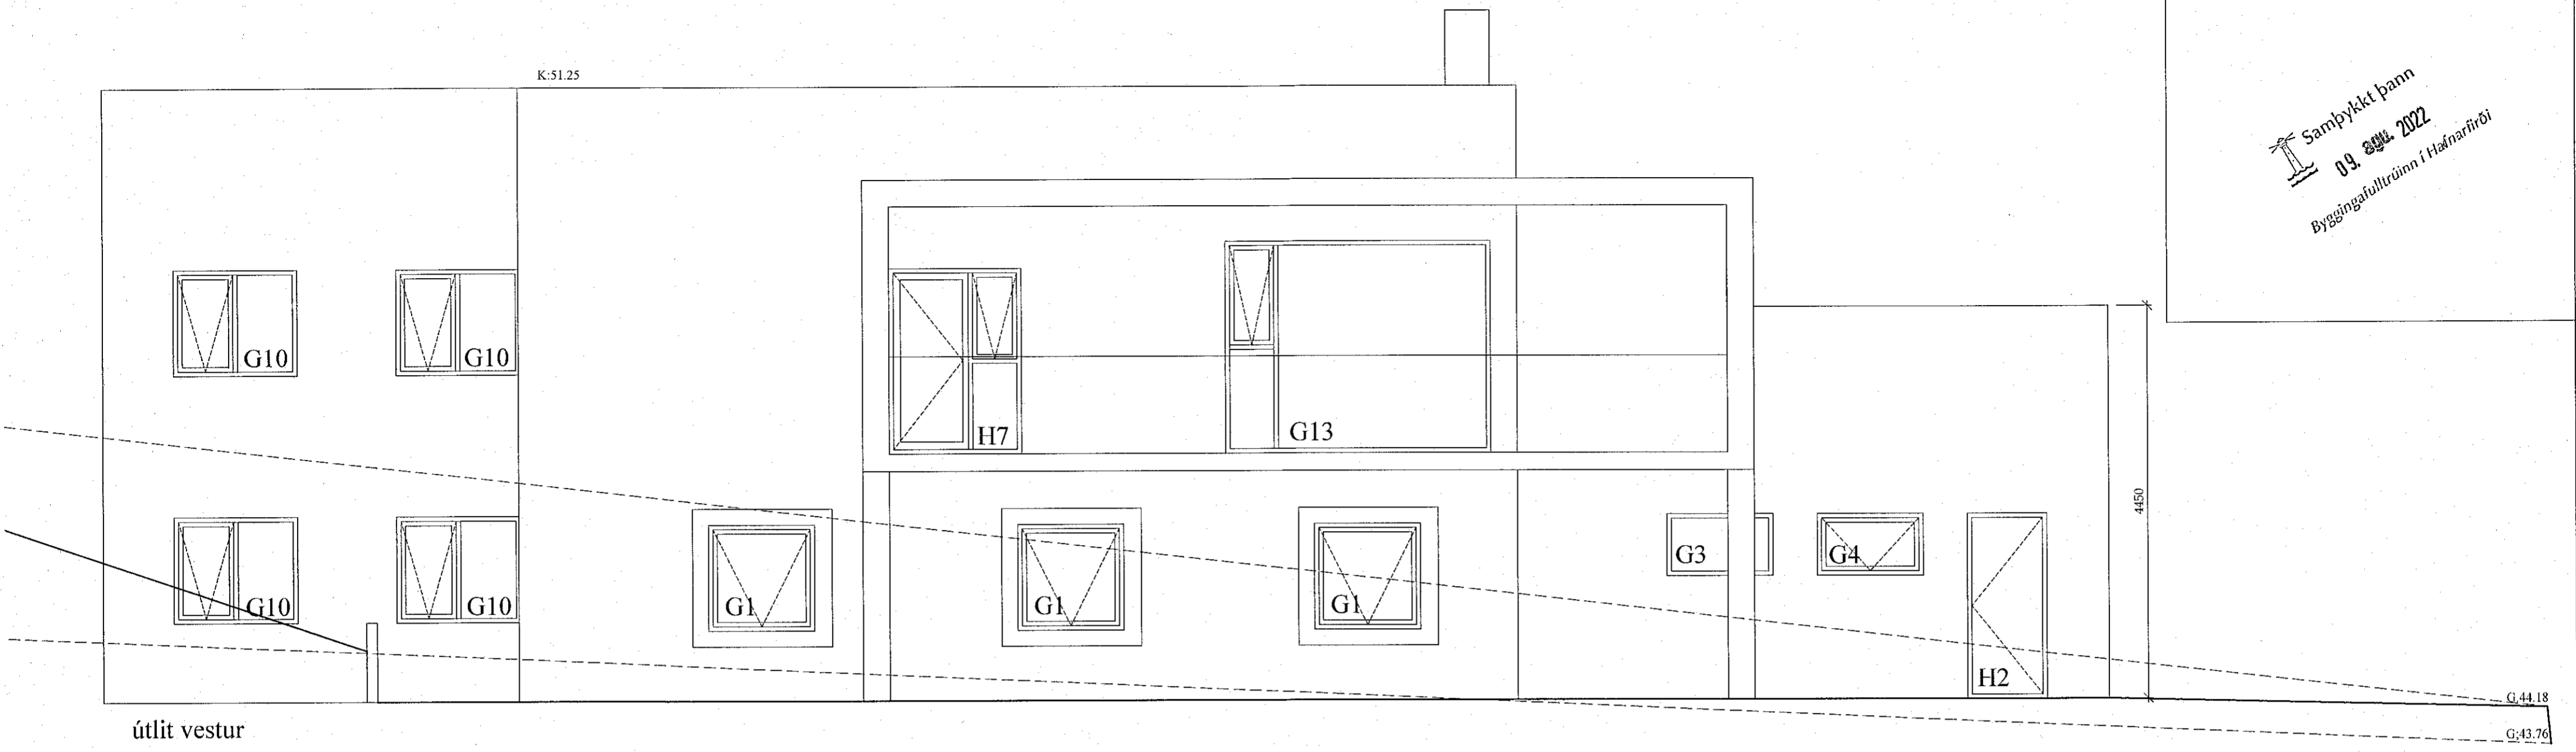 K:51.25
Samþykkt þann
09. ágú. 2022
Byggingafulltrúinn í Hafnarfirði
G10
G10
H7
G13
4450
G10
G10
G1
G1
G1
G3
G4
H2
G;44.18
G;43.76
útlit vestur